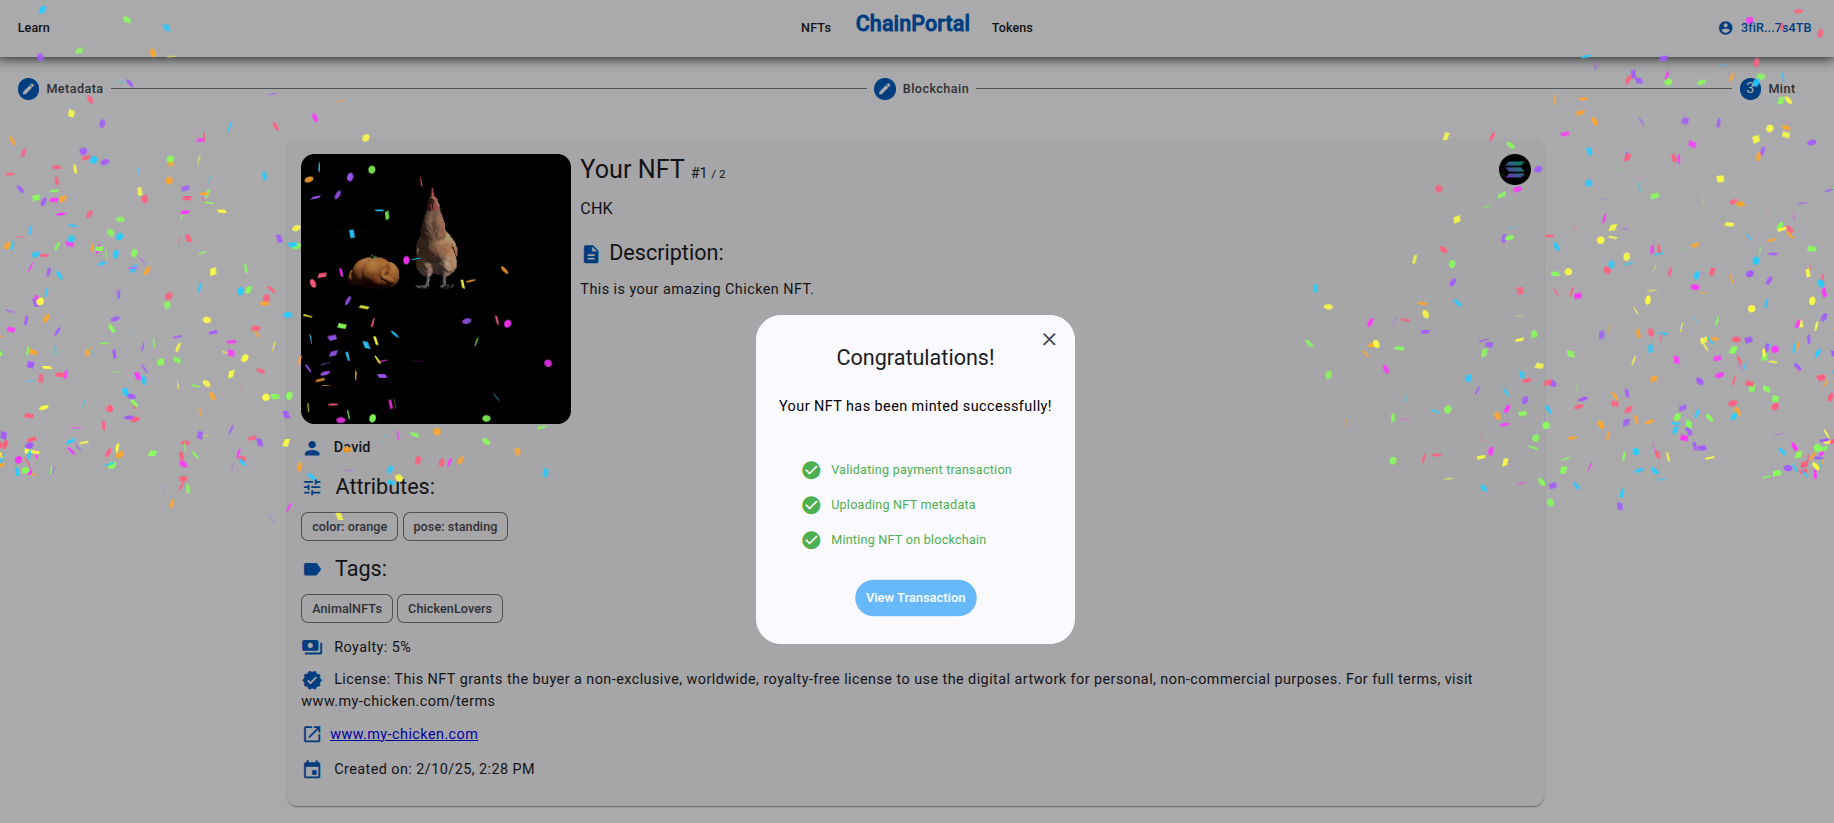 Learn
NFTs
ChainPortal
Tokens
3fiR...7s4TB
Metadata
Blockchain
3
Mint
Your NFT #1 / 2
CHK
Description:
This is your amazing Chicken NFT.
Congratulations!
Your NFT has been minted successfully!
Validating payment transaction
Uploading NFT metadata
Minting NFT on blockchain
View Transaction
David
Attributes:
color: orange
pose: standing
Tags:
AnimalNFTs
ChickenLovers
Royalty: 5%
License: This NFT grants the buyer a non-exclusive, worldwide, royalty-free license to use the digital artwork for personal, non-commercial purposes. For full terms, visit
www.my-chicken.com/terms
www.my-chicken.com
Created on: 2/10/25, 2:28 PM